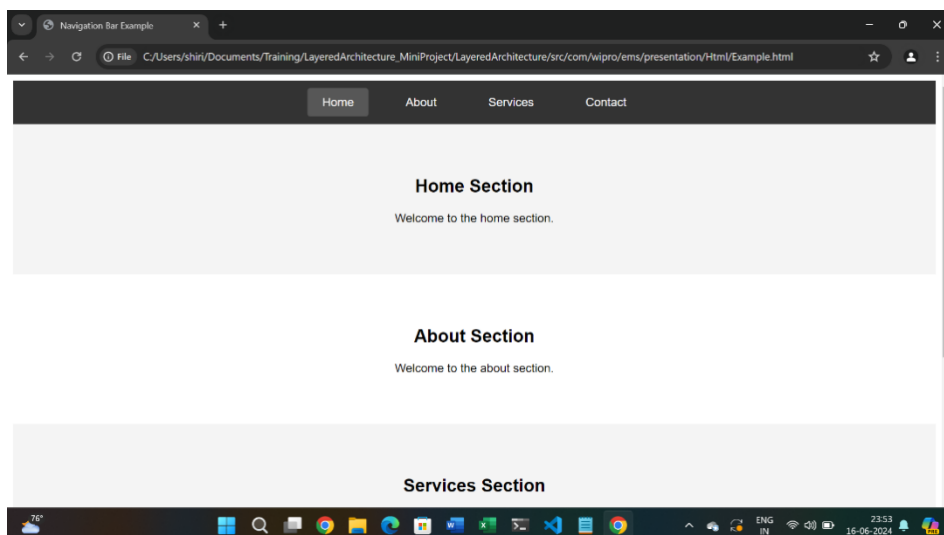 Navigation Bar Example
File C:/Users/shiri/Documents/Training/LayeredArchitecture_MiniProject/LayeredArchitecture/src/com/wipro/ems/presentation/Html/Example.html
Home About Services Contact
Home Section
Welcome to the home section.
About Section
Welcome to the about section.
Services Section
76°
ENG
IN
23:53
16-06-2024